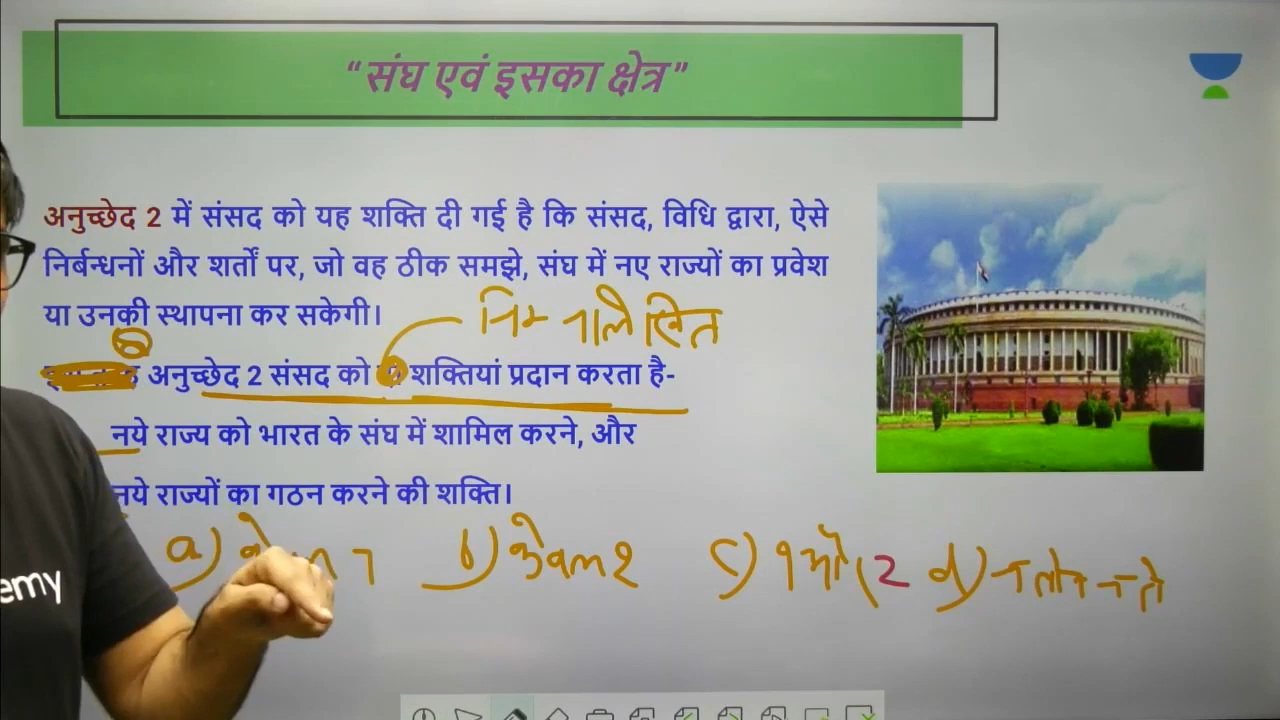 “संघ एवं इसका क्षेत्र”
अनुच्छेद 2 में संसद को यह शक्ति दी गई है कि संसद, विधि द्वारा, ऐसे
निर्बन्धनों और शर्तों पर, जो वह ठीक समझे, संघ में नए राज्यों का प्रवेश
या उनकी स्थापना कर सकेगी।
निम्नलिखित
अनुच्छेद 2 संसद को शक्तियां प्रदान करता है-
नये राज्य को भारत के संघ में शामिल करने, और
नये राज्यों का गठन करने की शक्ति।
a) b) केवल 2 c) 1 और 2 d)
emy